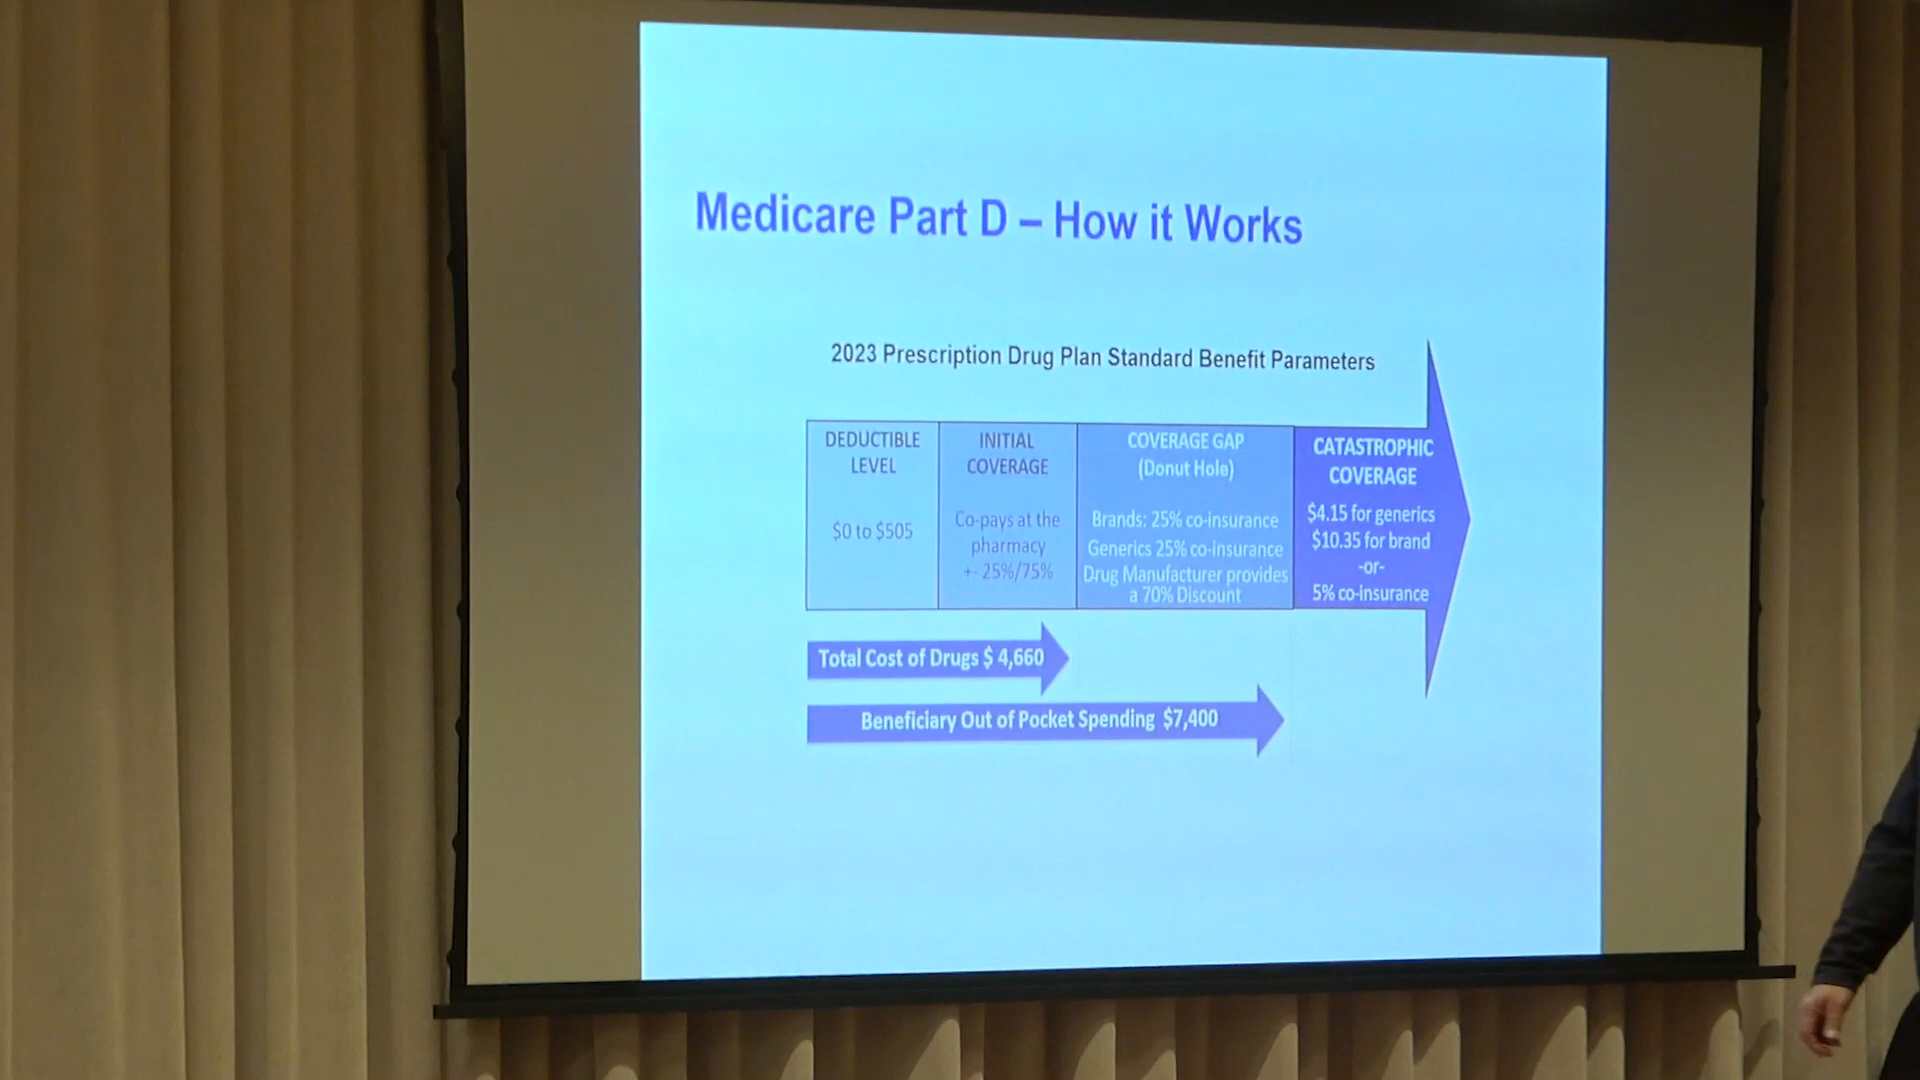 Medicare Part D – How it Works
2023 Prescription Drug Plan Standard Benefit Parameters
DEDUCTIBLE
LEVEL
$0 to $505
INITIAL
COVERAGE
Co-pays at the
pharmacy
+- 25%/75%
COVERAGE GAP
(Donut Hole)
Brands: 25% co-insurance
Generics 25% co-insurance
Drug Manufacturer provides
a 70% Discount
CATASTROPHIC
COVERAGE
$4.15 for generics
$10.35 for brand
-or-
5% co-insurance
Total Cost of Drugs $ 4,660
Beneficiary Out of Pocket Spending $7,400